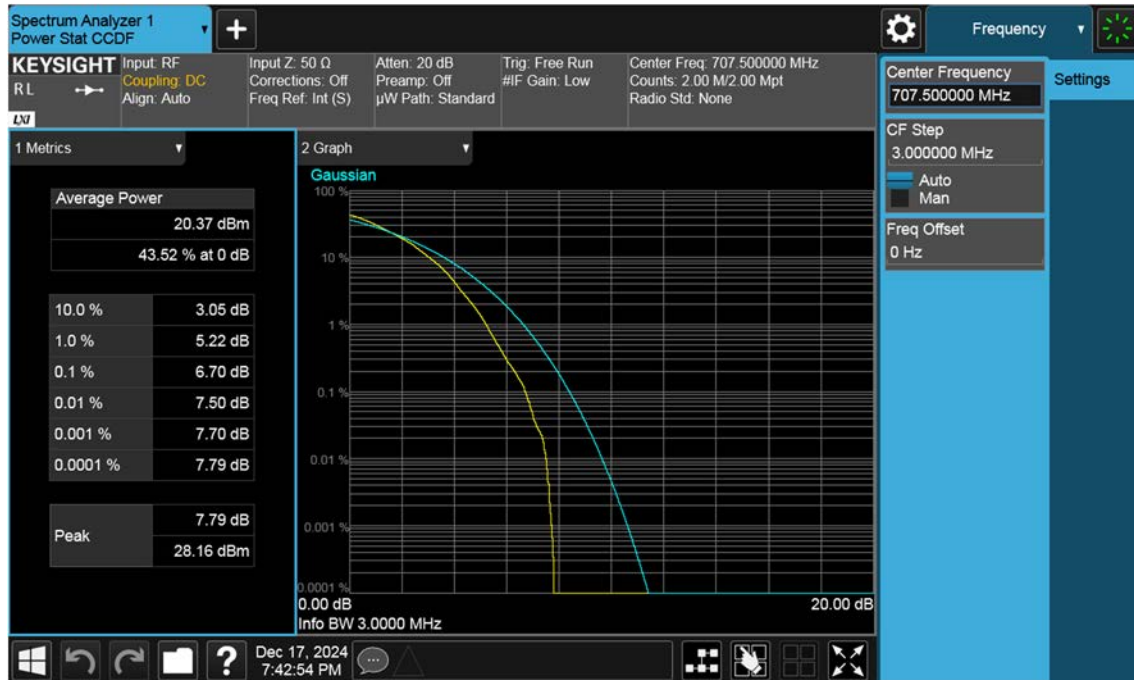 Spectrum Analyzer 1
Power Stat CCDF
Frequency
KEYSIGHT
RL
LXI
Input: RF
Coupling: DC
Align: Auto
Input Z: 50 Ω
Corrections: Off
Freq Ref: Int (S)
Atten: 20 dB
Preamp: Off
µW Path: Standard
Trig: Free Run
#IF Gain: Low
Center Freq: 707.500000 MHz
Counts: 2.00 M/2.00 Mpt
Radio Std: None
Center Frequency
707.500000 MHz
Settings
CF Step
3.000000 MHz
Auto
Man
Freq Offset
0 Hz
1 Metrics
Average Power
20.37 dBm
43.52 % at 0 dB
10.0 % 3.05 dB
1.0 % 5.22 dB
0.1 % 6.70 dB
0.01 % 7.50 dB
0.001 % 7.70 dB
0.0001 % 7.79 dB
Peak
7.79 dB
28.16 dBm
2 Graph
Gaussian
100 %
10 %
1 %
0.1 %
0.01 %
0.001 %
0.0001 %
0.00 dB 20.00 dB
Info BW 3.0000 MHz
?
Dec 17, 2024
7:42:54 PM